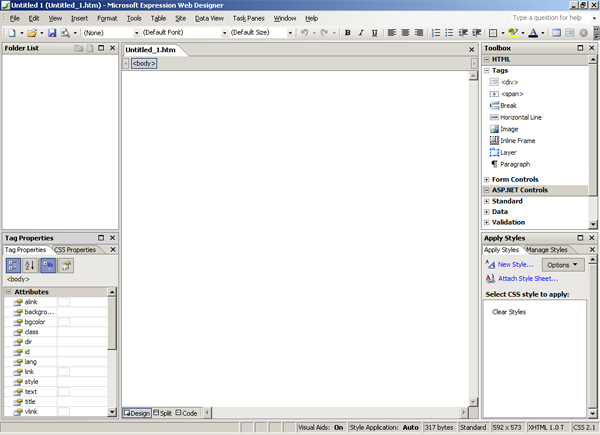 Untitled 1 (Untitled_1.htm) - Microsoft Expression Web Designer
File Edit View Insert Format Tools Table Site Data View Task Panes Window Help Type a question for help
(None) (Default Font) (Default Size) B I U A
Folder List
Untitled_1.htm
<body>
Toolbox
HTML
Tags
<div>
<span>
Break
Horizontal Line
Image
Inline Frame
Layer
Paragraph
Form Controls
ASP.NET Controls
Standard
Data
Validation
Tag Properties
Tag Properties CSS Properties
<body>
Attributes
alink
backgro...
bgcolor
class
dir
id
lang
link
style
text
title
vlink
Apply Styles
Apply Styles Manage Styles
New Style... Options
Attach Style Sheet...
Select CSS style to apply:
Clear Styles
Design Split Code
Visual Aids: On Style Application: Auto 317 bytes Standard 592 x 573 XHTML 1.0 T CSS 2.1